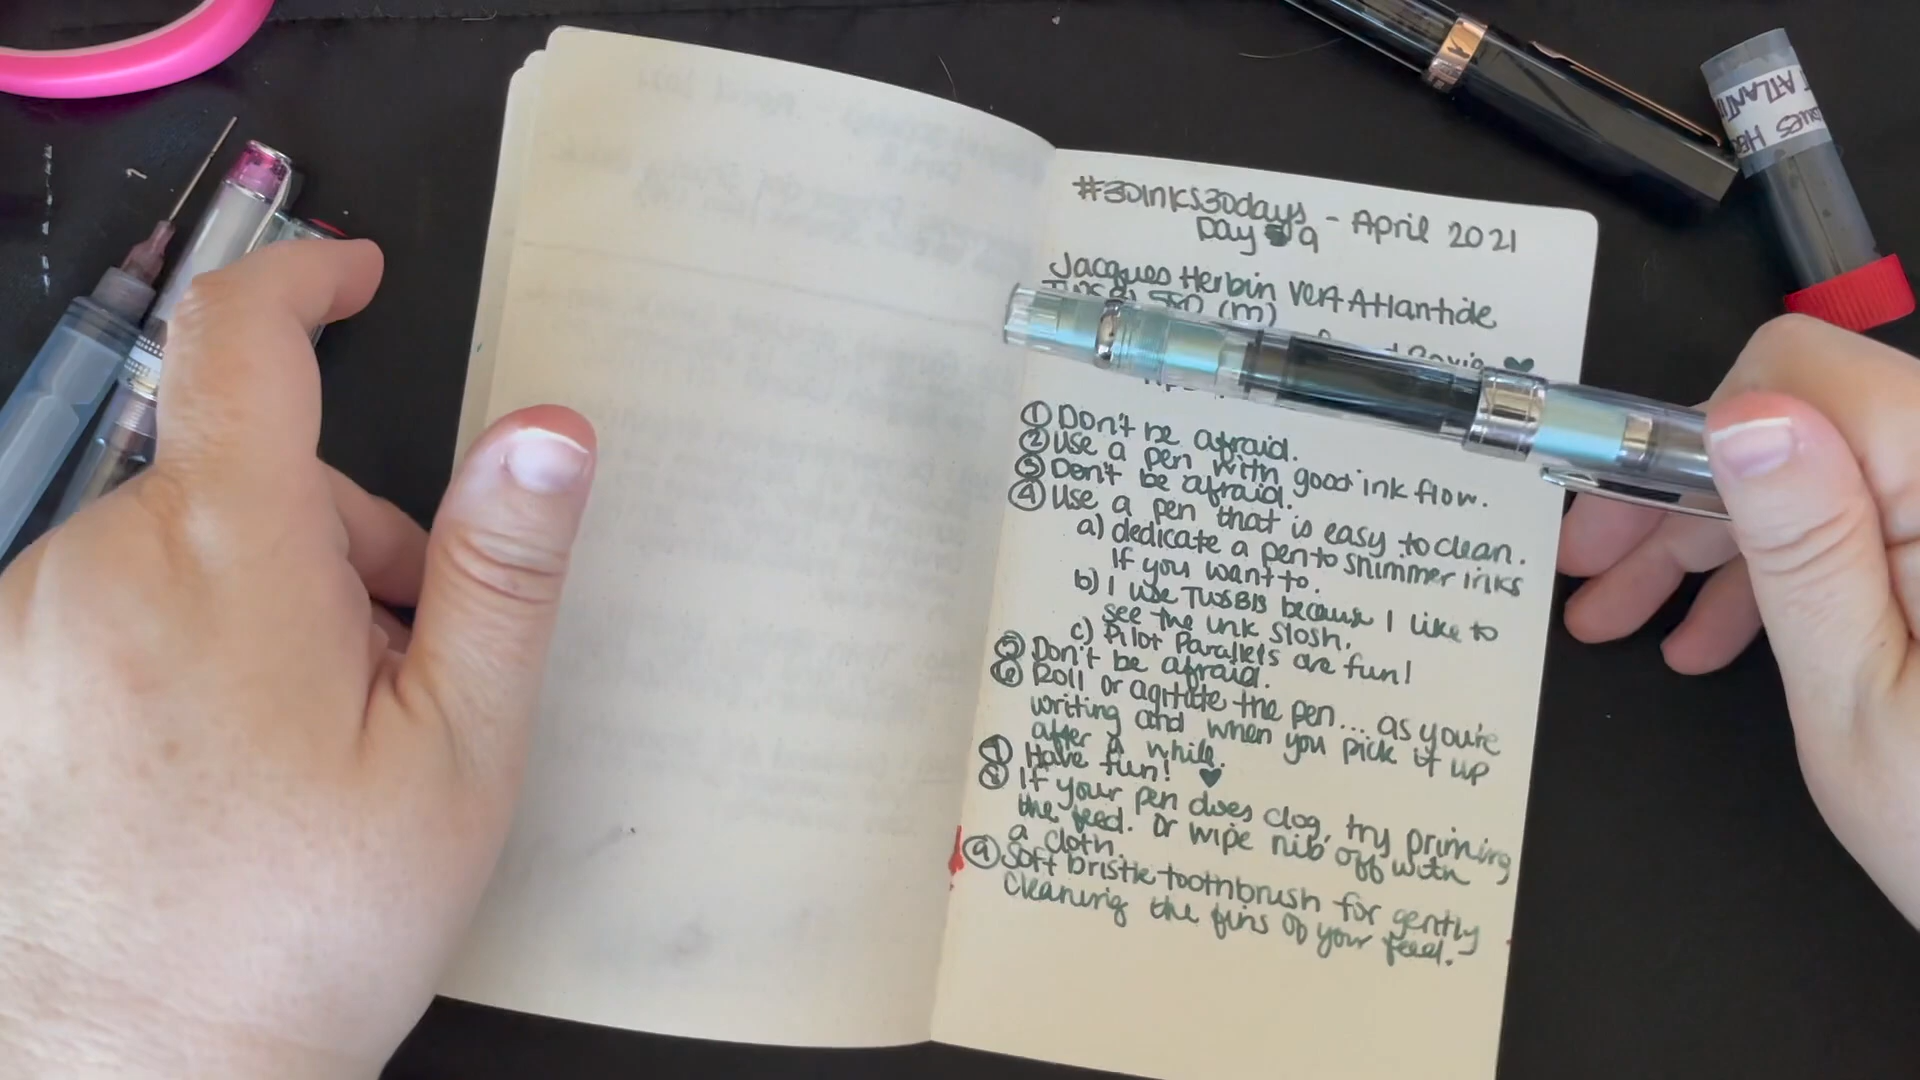 #30inks30days - April 2021
Day 9
Jacques Herbin Vert Atlantide
580 (m)
① Don't be afraid.
② Use a pen with good ink flow.
③ Don't be afraid.
④ Use a pen that is easy to clean.
a) dedicate a pen to shimmer inks
If you want to.
b) I use TWSBIs because I like to
see the ink slosh.
c) Pilot Parallels are fun!
⑤ Don't be afraid.
⑥ Roll or agitate the pen... as you're
writing and when you pick it up
after a while.
⑦ Have fun! ♥
⑧ If your pen does clog, try priming
the feed. Or wipe nib off with
a cloth.
⑨ Soft bristle toothbrush for gently
cleaning the fins of your feed.